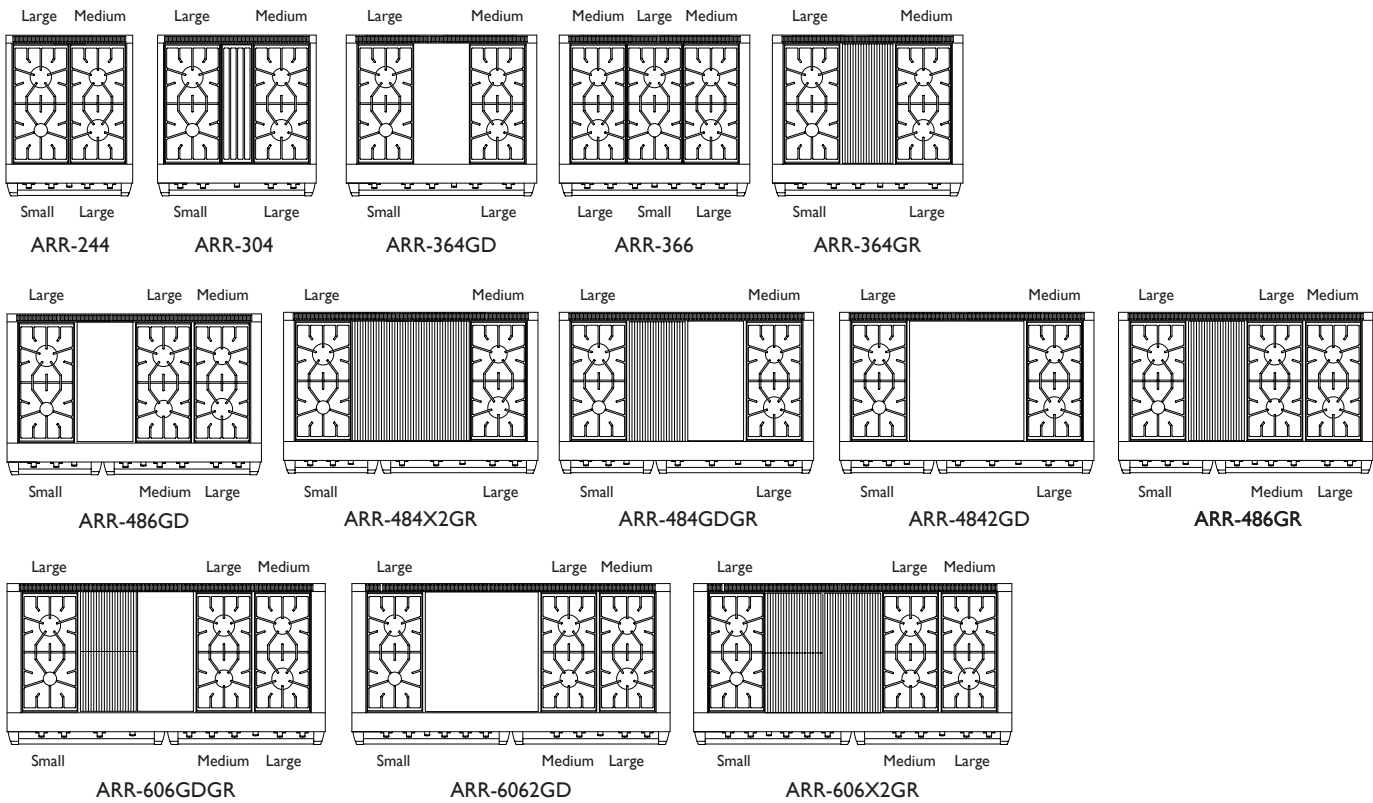 Large Medium Large Medium Large Medium Medium Large Medium Large Medium
Small Large Small Large Small Large Large Small Large Small Large
ARR-244 ARR-304 ARR-364GD ARR-366 ARR-364GR
Large Large Medium Large Medium Large Medium Large Medium Large Large Medium
Small Medium Large Small Large Small Large Small Large Small Medium Large
ARR-486GD ARR-484X2GR ARR-484GDGR ARR-4842GD ARR-486GR
Large Large Medium Large Large Medium Large Large Medium
Small Medium Large Small Medium Large Small Medium Large
ARR-606GDGR ARR-6062GD ARR-606X2GR